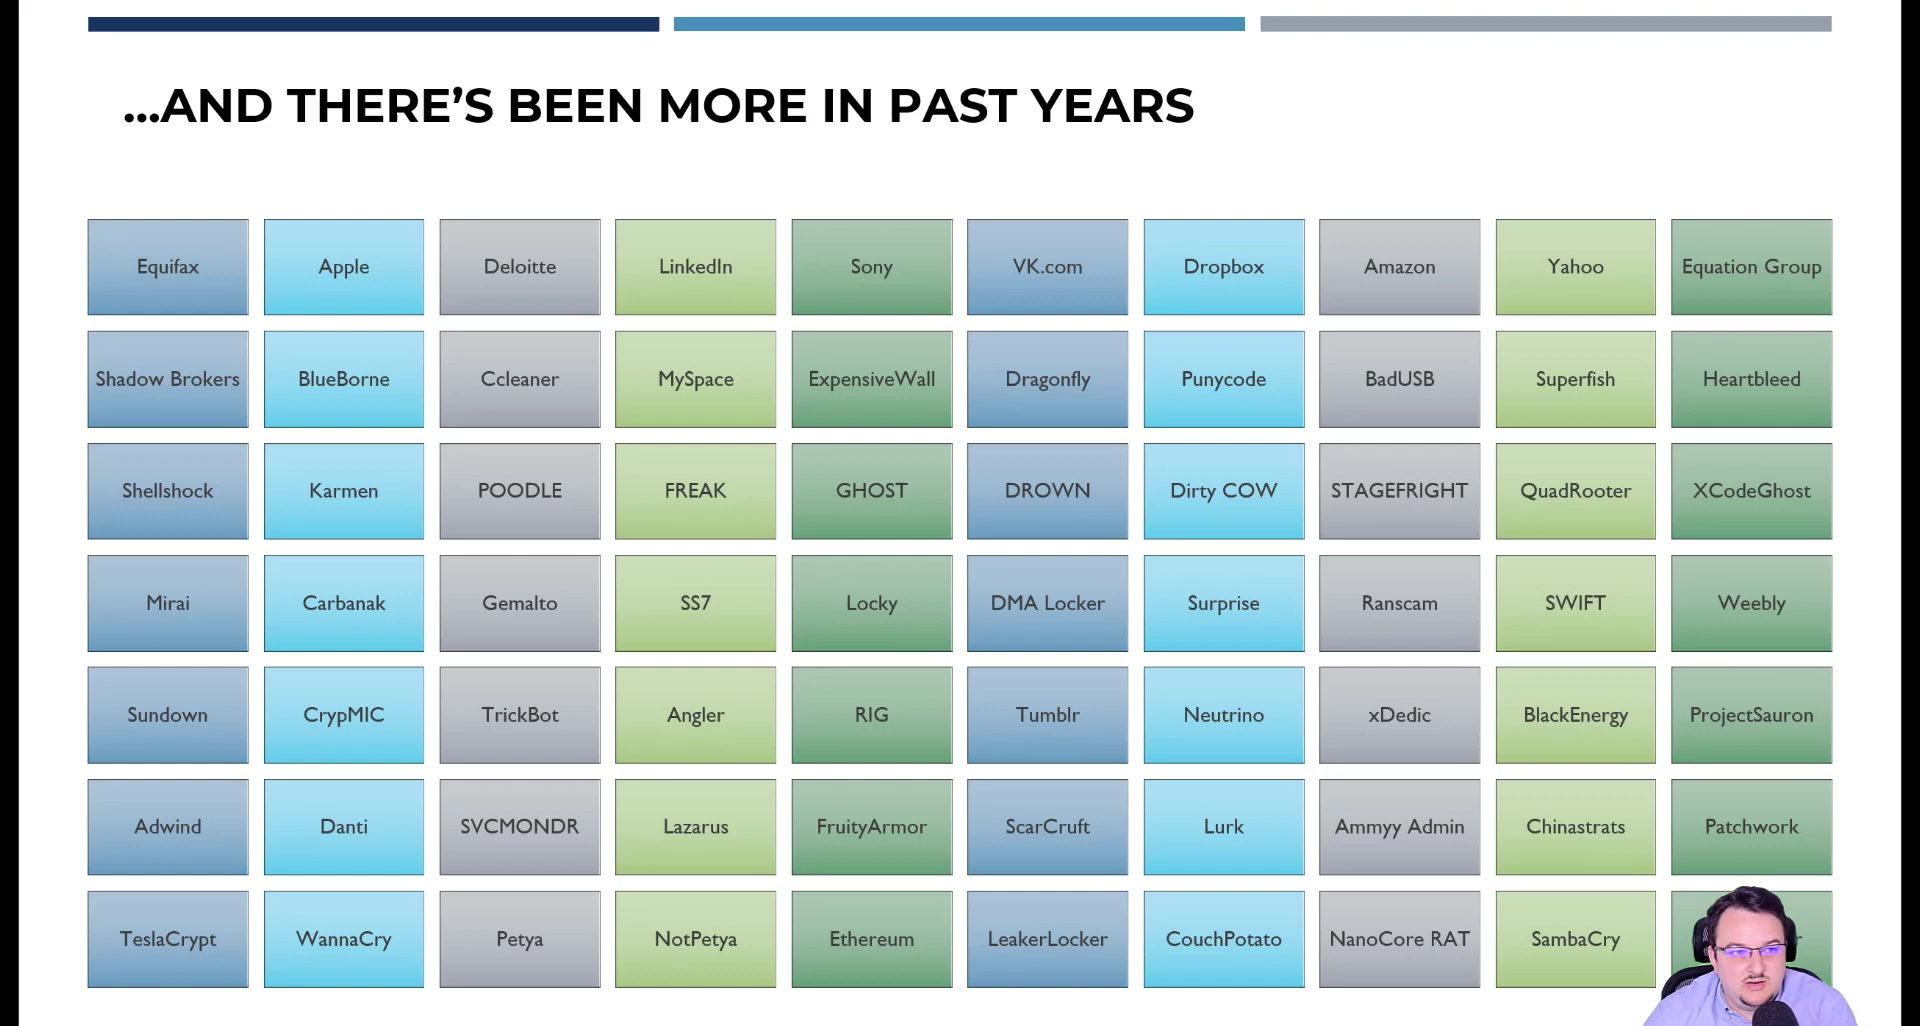 ...AND THERE’S BEEN MORE IN PAST YEARS
Equifax Apple Deloitte LinkedIn Sony VK.com Dropbox Amazon Yahoo Equation Group
Shadow Brokers BlueBorne Ccleaner MySpace ExpensiveWall Dragonfly Punycode BadUSB Superfish Heartbleed
Shellshock Karmen POODLE FREAK GHOST DROWN Dirty COW STAGEFRIGHT QuadRooter XCodeGhost
Mirai Carbanak Gemalto SS7 Locky DMA Locker Surprise Ranscam SWIFT Weebly
Sundown CrypMIC TrickBot Angler RIG Tumblr Neutrino xDedic BlackEnergy ProjectSauron
Adwind Danti SVCMONDR Lazarus FruityArmor ScarCruft Lurk Ammyy Admin Chinastrats Patchwork
TeslaCrypt WannaCry Petya NotPetya Ethereum LeakerLocker CouchPotato NanoCore RAT SambaCry